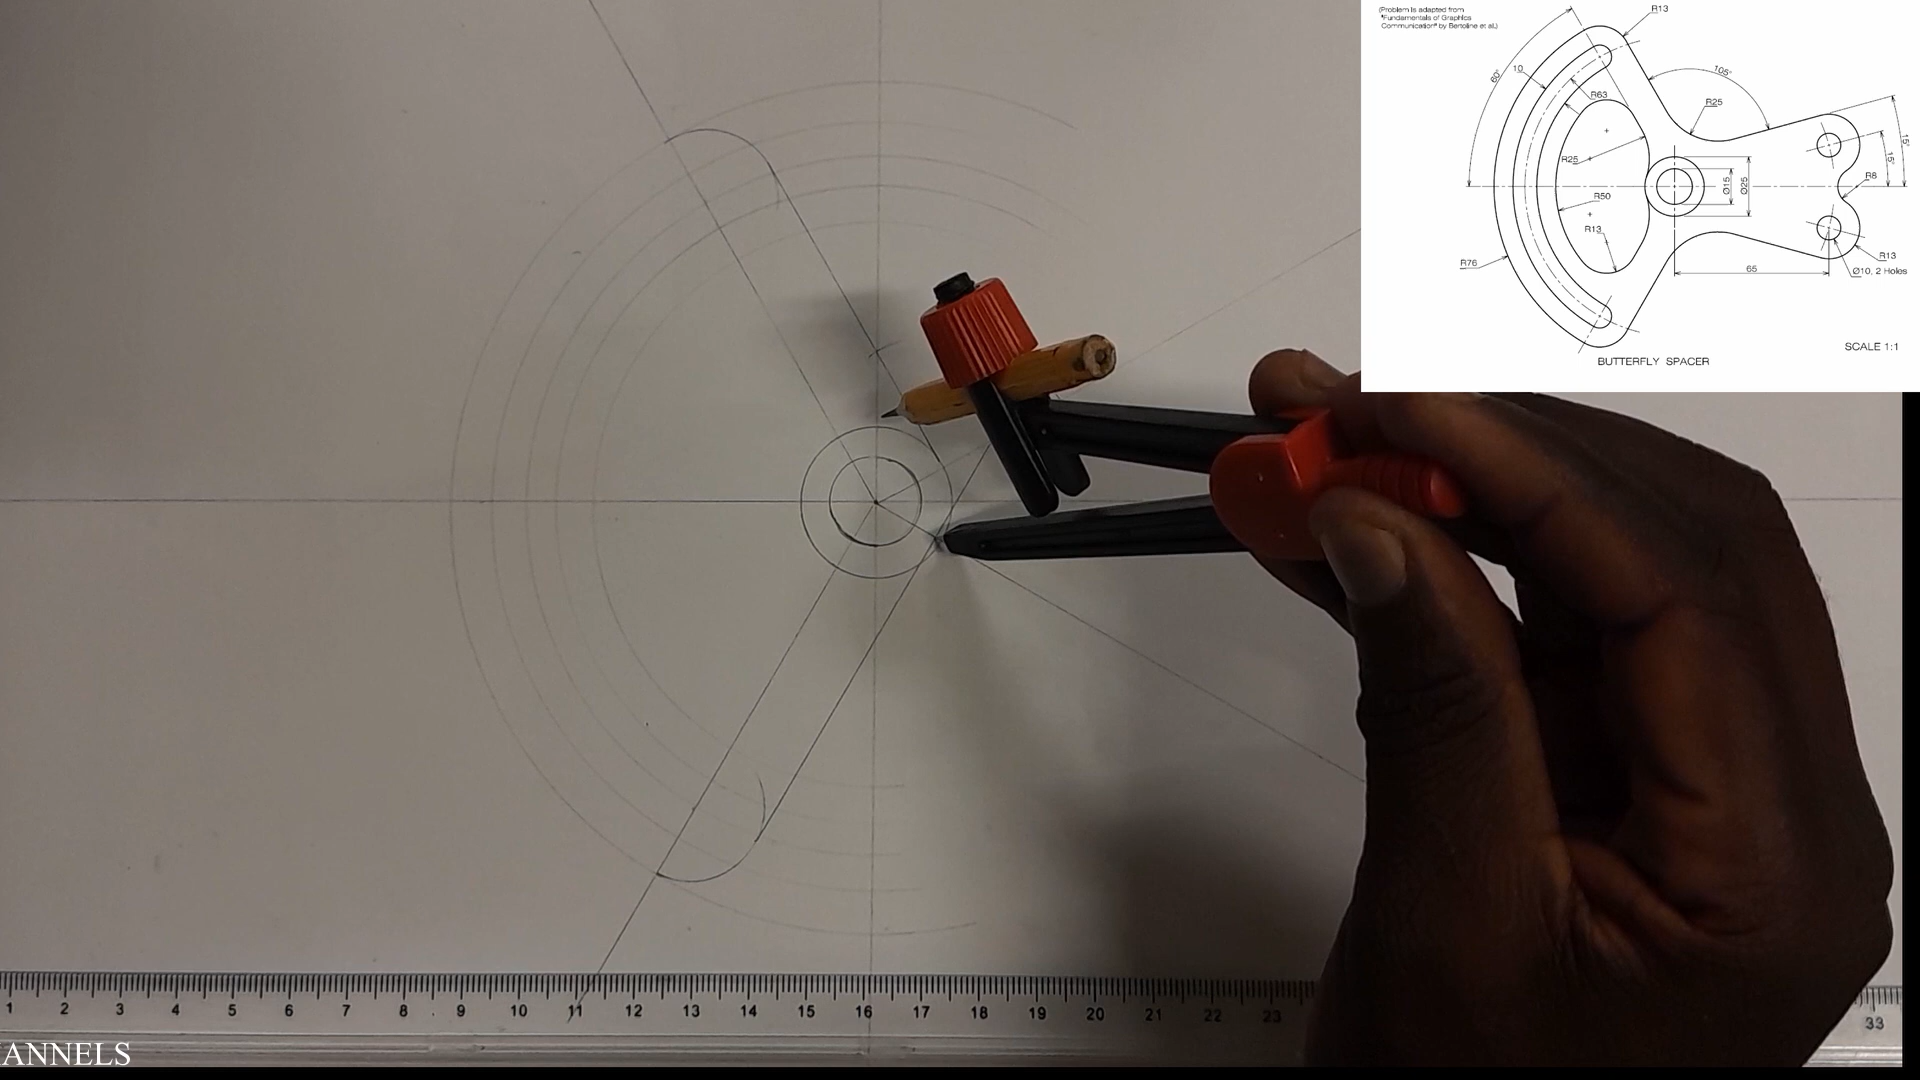 (Problem is adapted from
"Fundamentals of Graphics
Communication" by Bertoline et al.)
R13
60°
10
105°
R63
R25
15°
15°
R25
R8
Ø15
Ø25
R50
R13
R76
R13
65
Ø10, 2 Holes
SCALE 1:1
BUTTERFLY SPACER
1 2 3 4 5 6 7 8 9 10 11 12 13 14 15 16 17 18 19 20 21 22 23 33
ANNELS